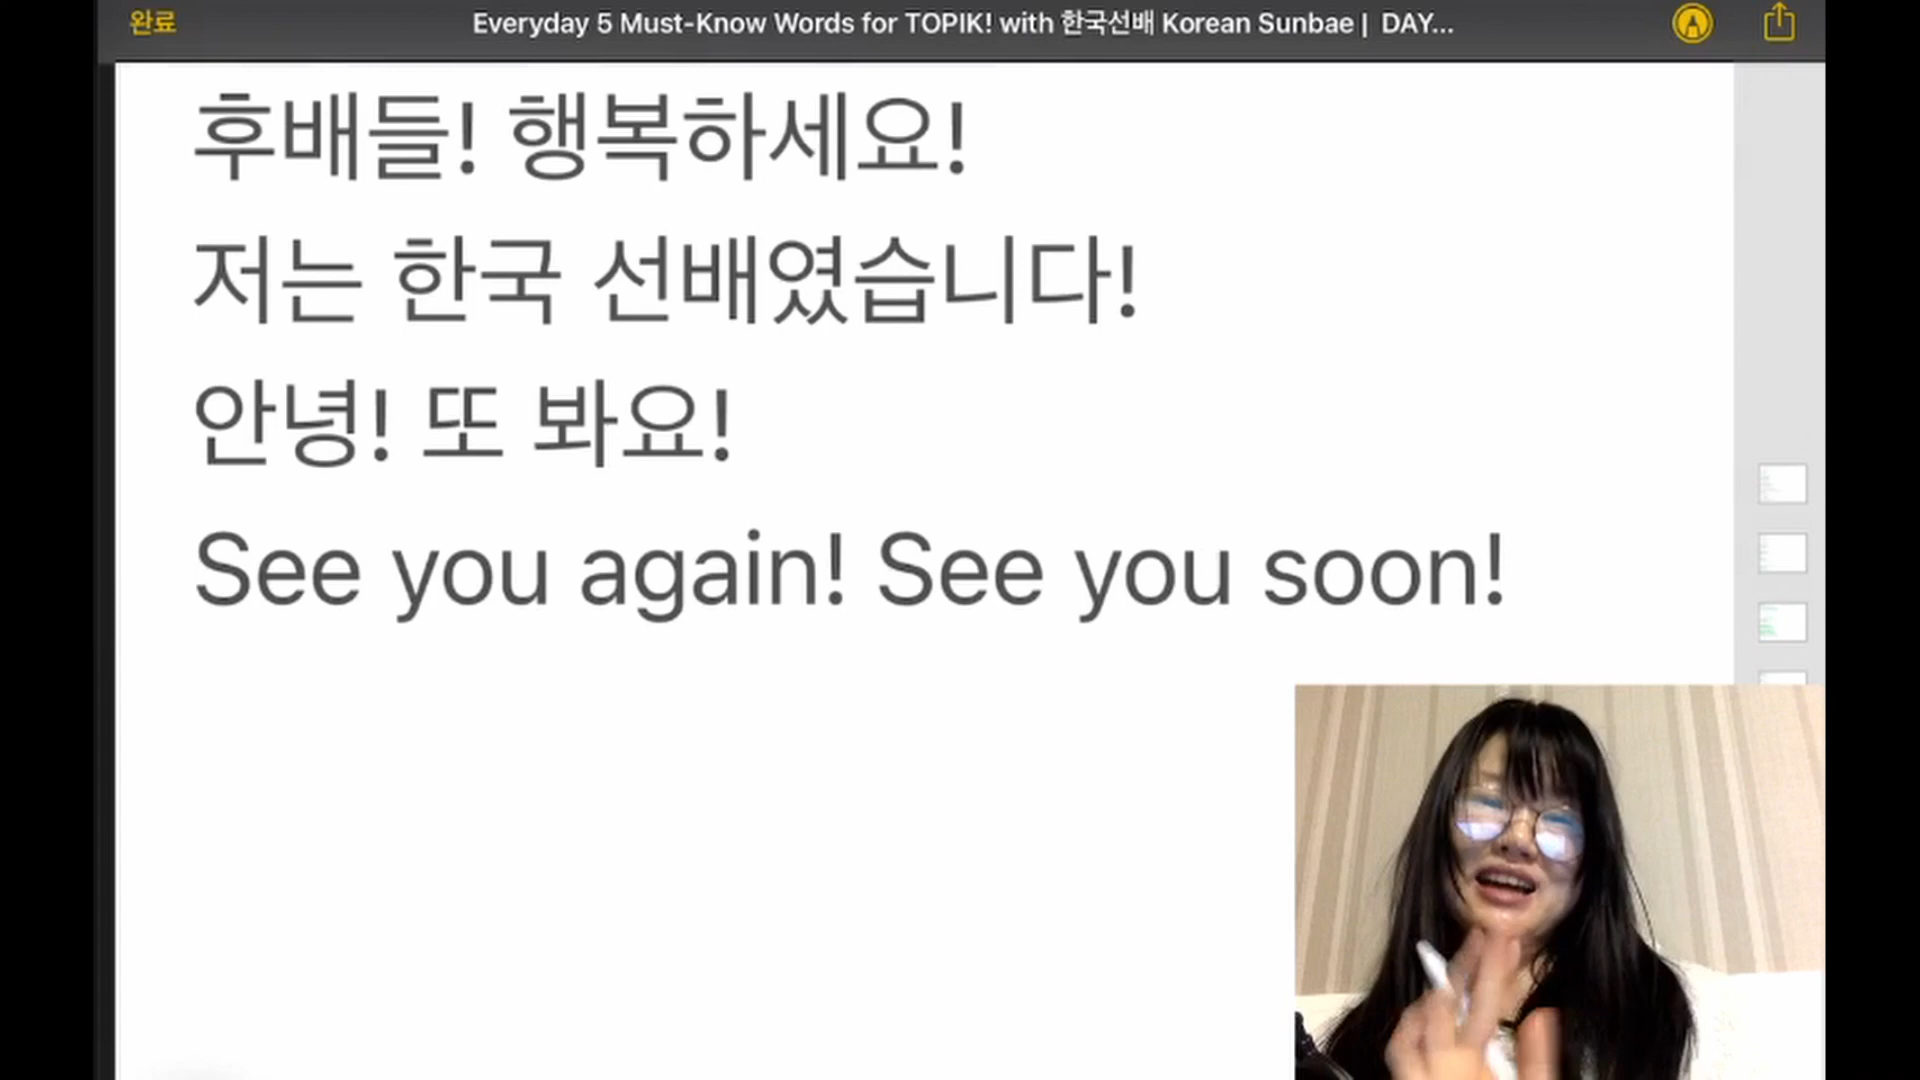 완료
Everyday 5 Must-Know Words for TOPIK! with 한국선배 Korean Sunbae | DAY...
후배들! 행복하세요!
저는 한국 선배였습니다!
안녕! 또 봐요!
See you again! See you soon!